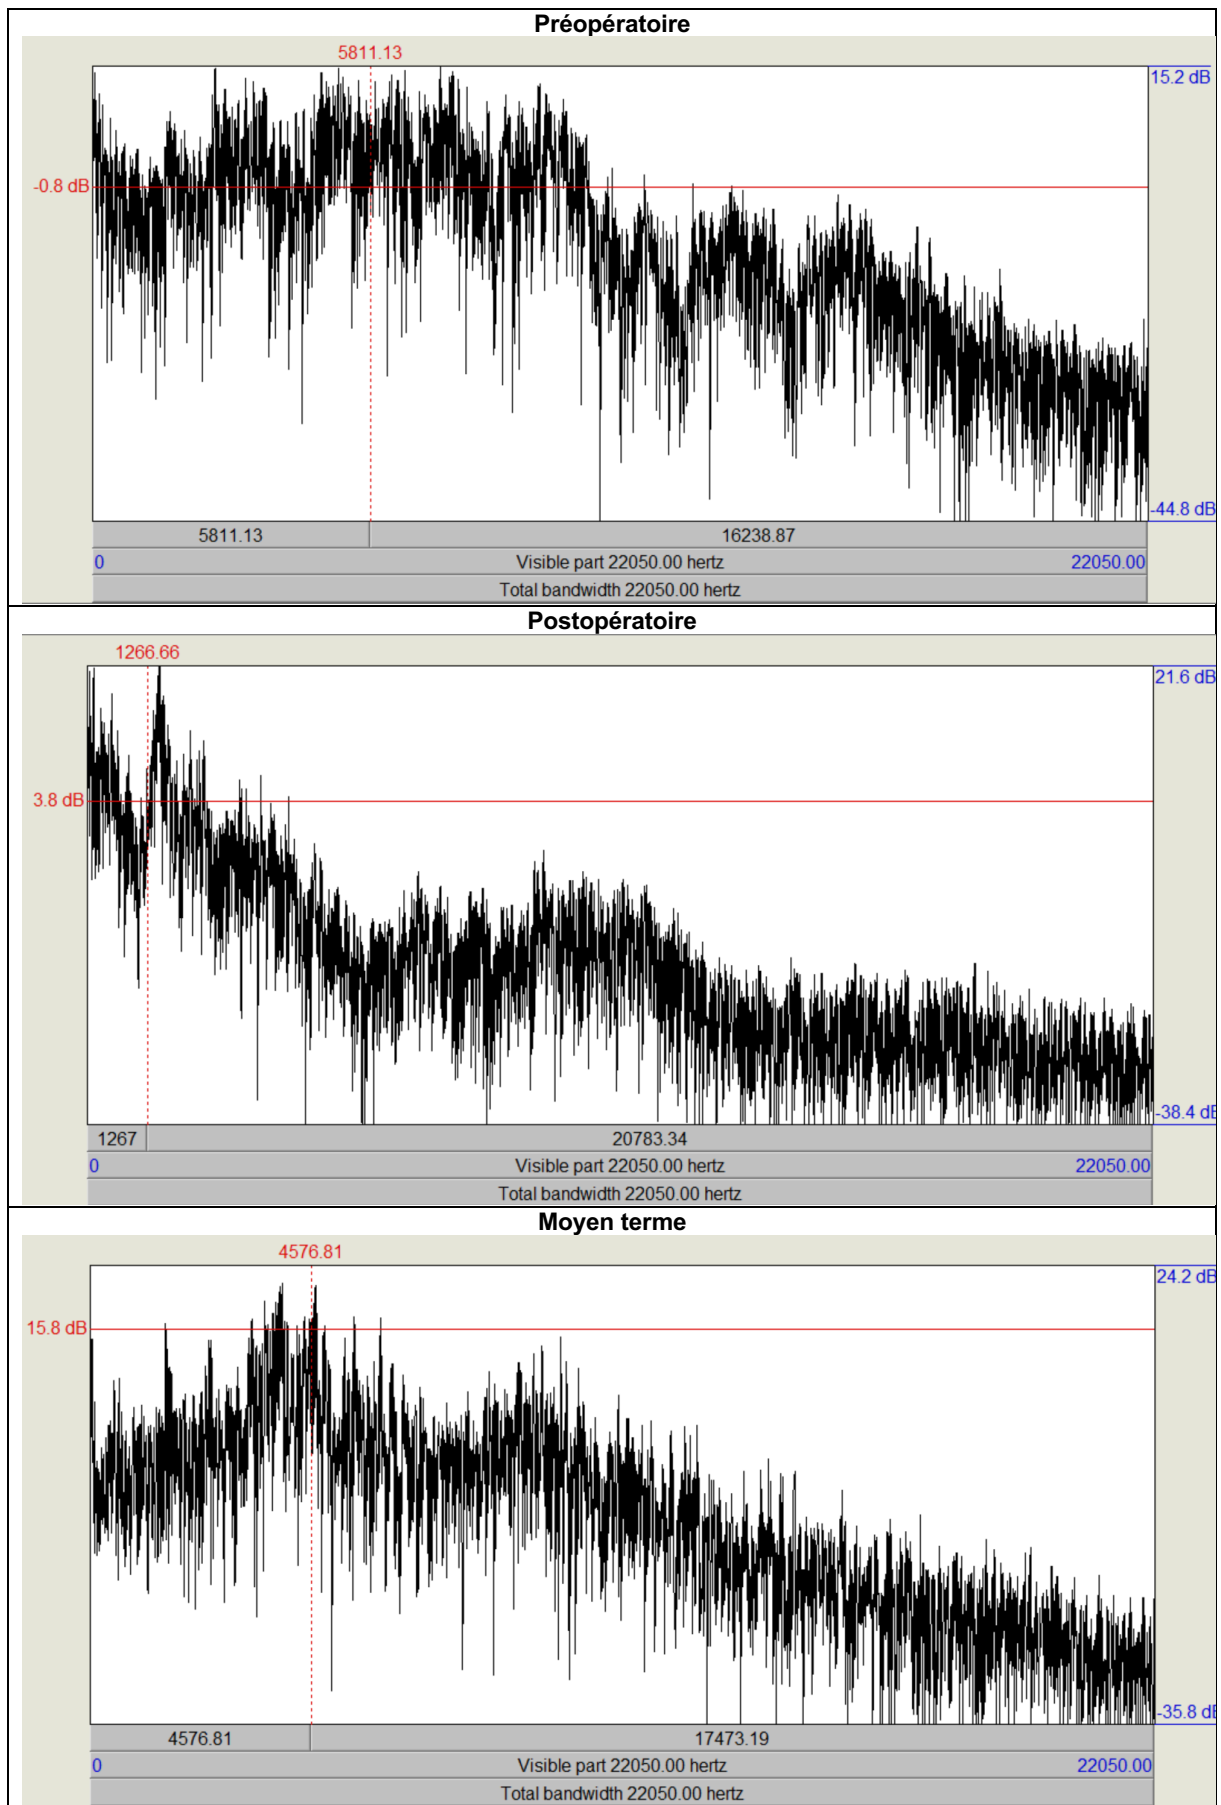 Préopératoire
5811.13
15.2 dB
-0.8 dB
-44.8 dB
5811.13 16238.87
0 Visible part 22050.00 hertz 22050.00
Total bandwidth 22050.00 hertz
Postopératoire
1266.66
21.6 dB
3.8 dB
-38.4 dB
1267 20783.34
0 Visible part 22050.00 hertz 22050.00
Total bandwidth 22050.00 hertz
Moyen terme
4576.81
24.2 dB
15.8 dB
-35.8 dB
4576.81 17473.19
0 Visible part 22050.00 hertz 22050.00
Total bandwidth 22050.00 hertz